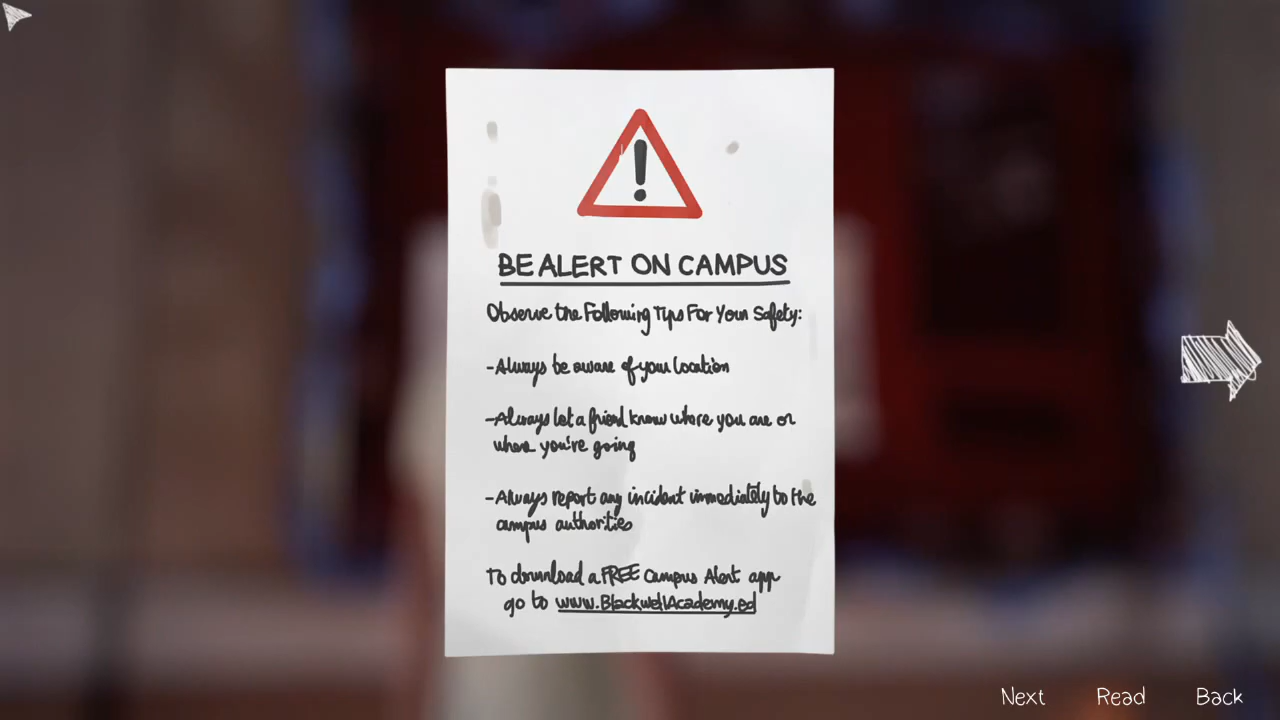 !
BE ALERT ON CAMPUS
Observe the Following Tips For Your Safety:
-Always be aware of your location
-Always let a friend know where you are or
where you're going
-Always report any incident immediately to the
campus authorities
To download a FREE Campus Alert app
go to www.BlackwellAcademy.ed
Next Read Back